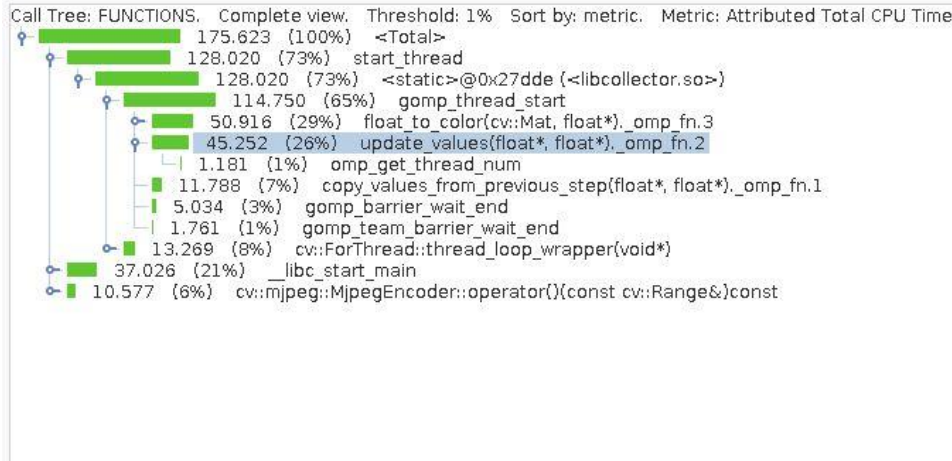 Call Tree: FUNCTIONS. Complete view. Threshold: 1% Sort by: metric. Metric: Attributed Total CPU Time
175.623 (100%) <Total>
128.020 (73%) start_thread
128.020 (73%) <static>@0x27dde (<libcollector.so>)
114.750 (65%) gomp_thread_start
50.916 (29%) float_to_color(cv::Mat, float*)._omp_fn.3
45.252 (26%) update_values(float*, float*)._omp_fn.2
1.181 (1%) omp_get_thread_num
11.788 (7%) copy_values_from_previous_step(float*, float*)._omp_fn.1
5.034 (3%) gomp_barrier_wait_end
1.761 (1%) gomp_team_barrier_wait_end
13.269 (8%) cv::ForThread::thread_loop_wrapper(void*)
37.026 (21%) __libc_start_main
10.577 (6%) cv::mjpeg::MjpegEncoder::operator()(const cv::Range&)const